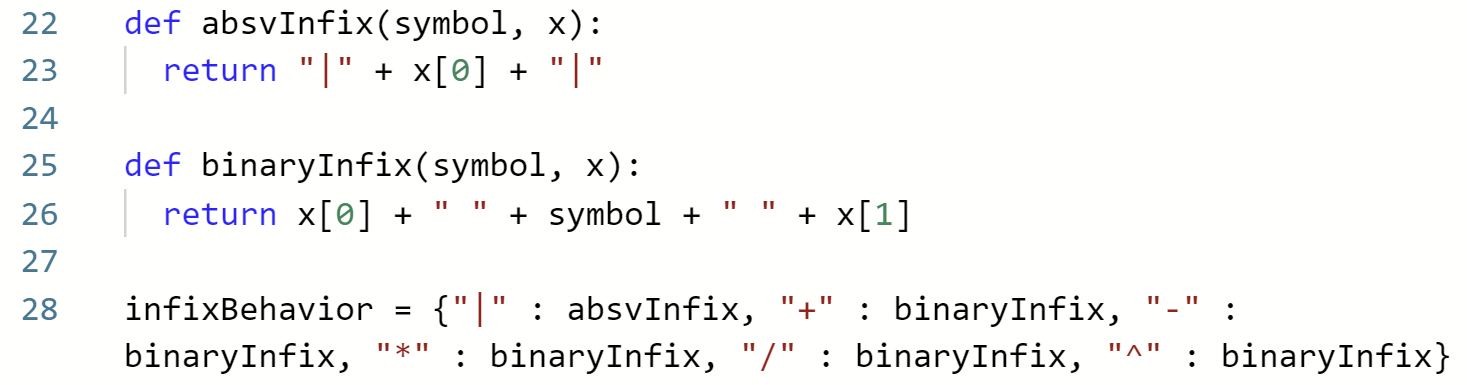 22 def absvInfix(symbol, x):
23 return "|" + x[0] + "|"
24
25 def binaryInfix(symbol, x):
26 return x[0] + " " + symbol + " " + x[1]
27
28 infixBehavior = {"|" : absvInfix, "+" : binaryInfix, "-" :
binaryInfix, "*" : binaryInfix, "/" : binaryInfix, "^" : binaryInfix}